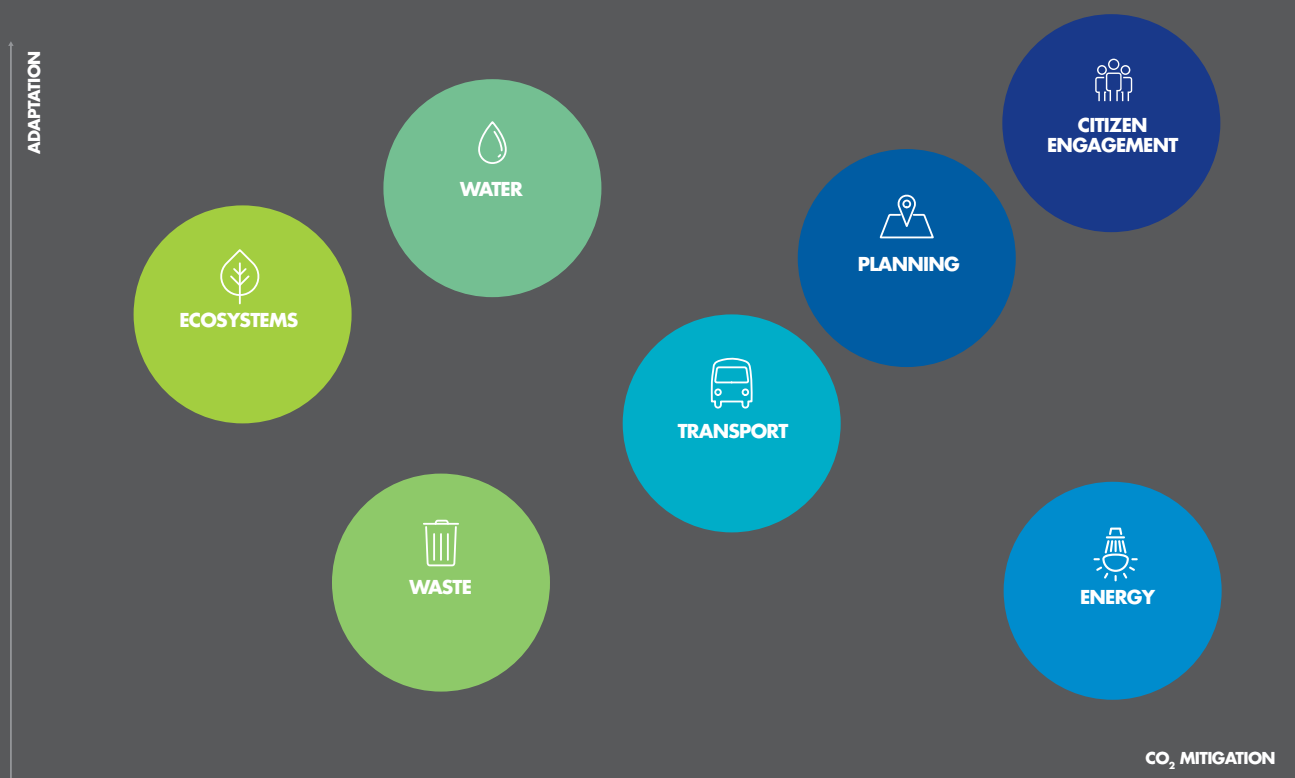 ADAPTATION
CITIZEN
ENGAGEMENT
WATER
PLANNING
ECOSYSTEMS
TRANSPORT
WASTE
ENERGY
CO₂ MITIGATION